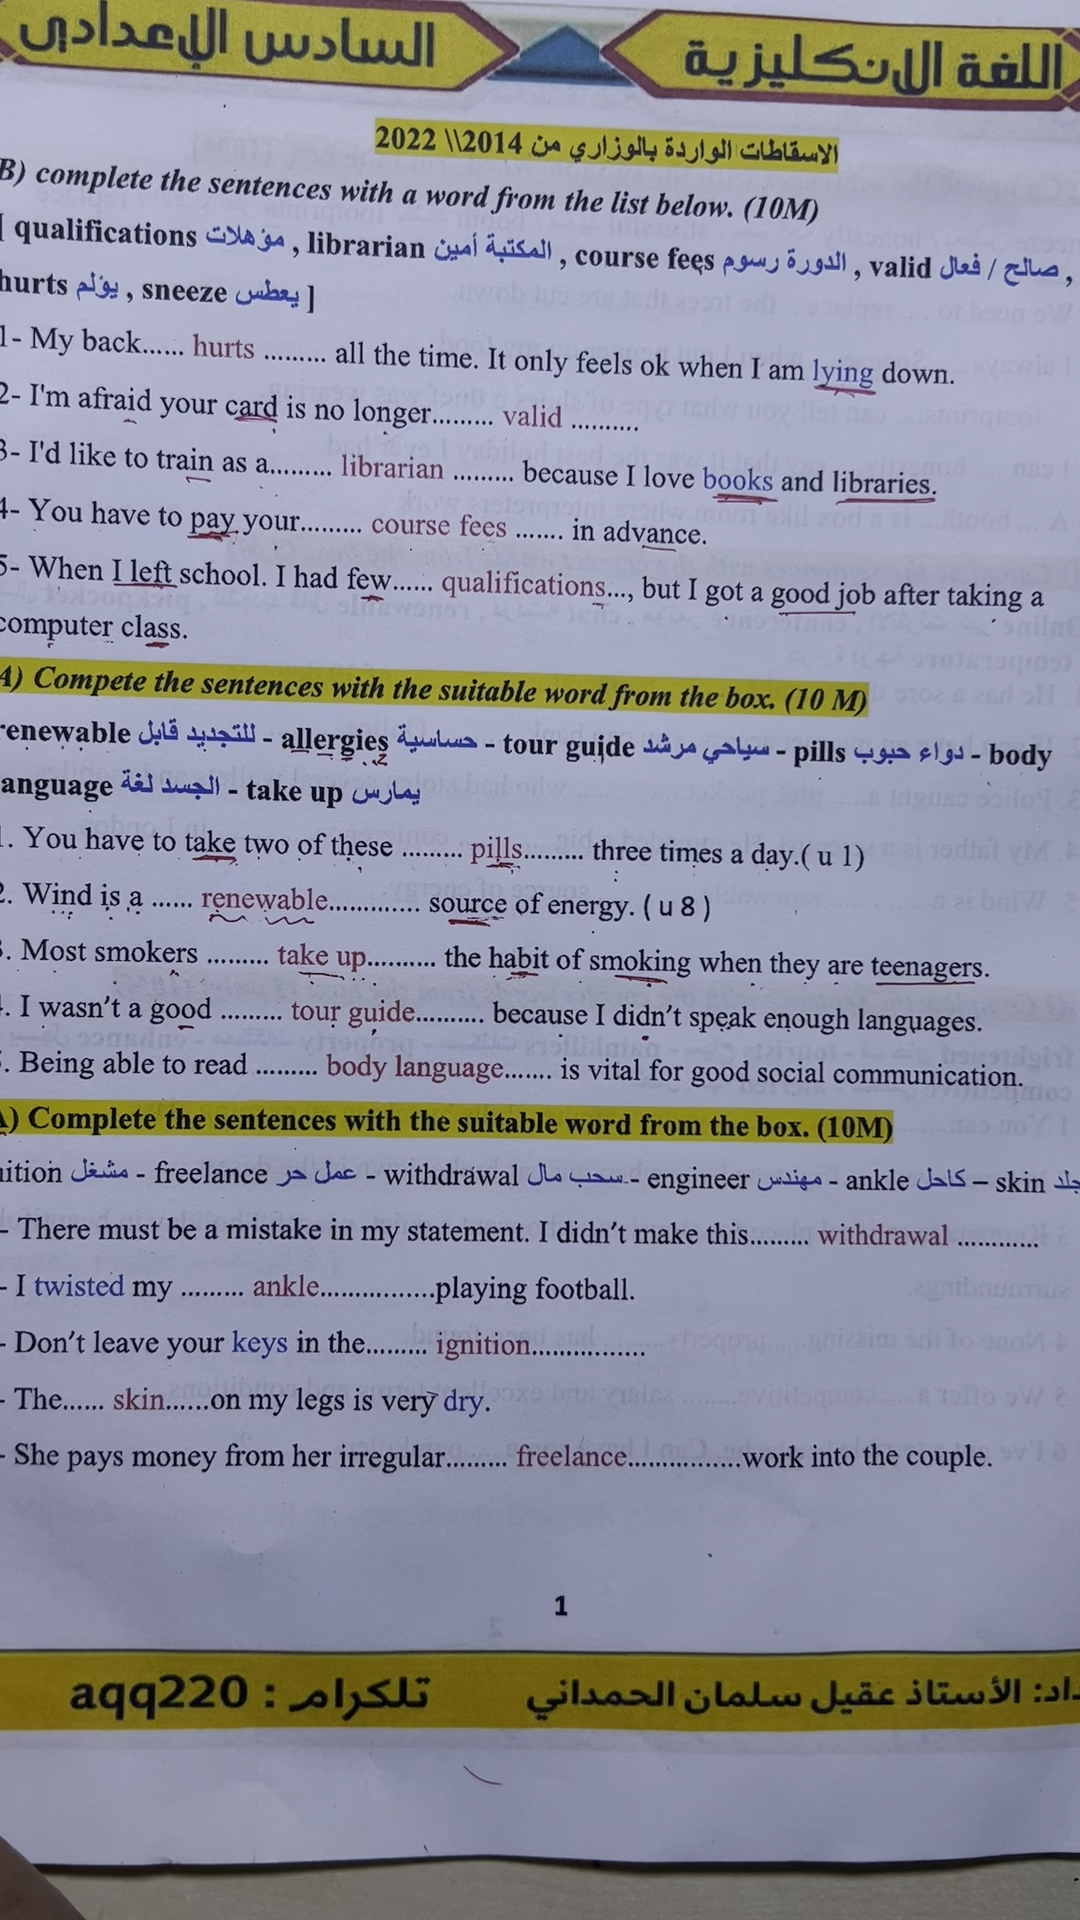 السادس الإعدادي
اللغة الانكليزية
الاسقاطات الواردة بالوزاري من 2014\\ 2022
B) complete the sentences with a word from the list below. (10M)
[ qualifications مؤهلات , librarian المكتبة أمين , course fees الدورة رسوم , valid صالح / فعال ,
hurts يؤلم , sneeze يعطس ]
1- My back...... hurts ......... all the time. It only feels ok when I am lying down.
2- I'm afraid your card is no longer......... valid ..........
3- I'd like to train as a......... librarian ......... because I love books and libraries.
4- You have to pay your......... course fees ....... in advance.
5- When I left school. I had few...... qualifications..., but I got a good job after taking a
computer class.
A) Compete the sentences with the suitable word from the box. (10 M)
renewable للتجديد قابل - allergies حساسية - tour guide سياحي مرشد - pills دواء حبوب - body
language الجسد لغة - take up يمارس
1. You have to take two of these ........ pills......... three times a day.( u 1)
2. Wind is a ...... renewable............. source of energy. ( u 8 )
3. Most smokers ......... take up.......... the habit of smoking when they are teenagers.
4. I wasn't a good ......... tour guide.......... because I didn't speak enough languages.
5. Being able to read ......... body language....... is vital for good social communication.
A) Complete the sentences with the suitable word from the box. (10M)
nition مشغل - freelance عمل حر - withdrawal سحب مال - engineer مهندس - ankle كاحل – skin جلد
- There must be a mistake in my statement. I didn't make this......... withdrawal ............
- I twisted my ......... ankle.................playing football.
- Don't leave your keys in the......... ignition................
- The...... skin......on my legs is very dry.
- She pays money from her irregular......... freelance................work into the couple.
1
داد: الأستاذ عقيل سلمان الحمداني
تلكرام : aqq220